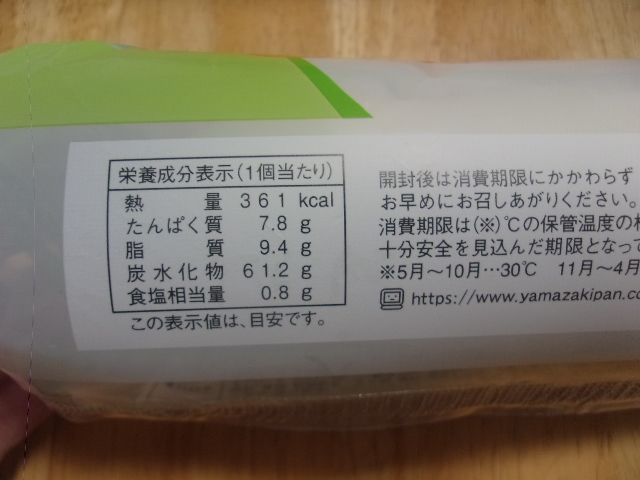 栄養成分表示(1個当たり)
熱量 361 kcal
たんぱく質 7.8 g
脂質 9.4 g
炭水化物 61.2 g
食塩相当量 0.8 g
この表示値は、目安です。
開封後は消費期限にかかわらず
お早めにお召しあがりください。
消費期限は(※)℃の保管温度の
十分安全を見込んだ期限となって
※5月〜10月…30℃ 11月〜4月
https://www.yamazakipan.co